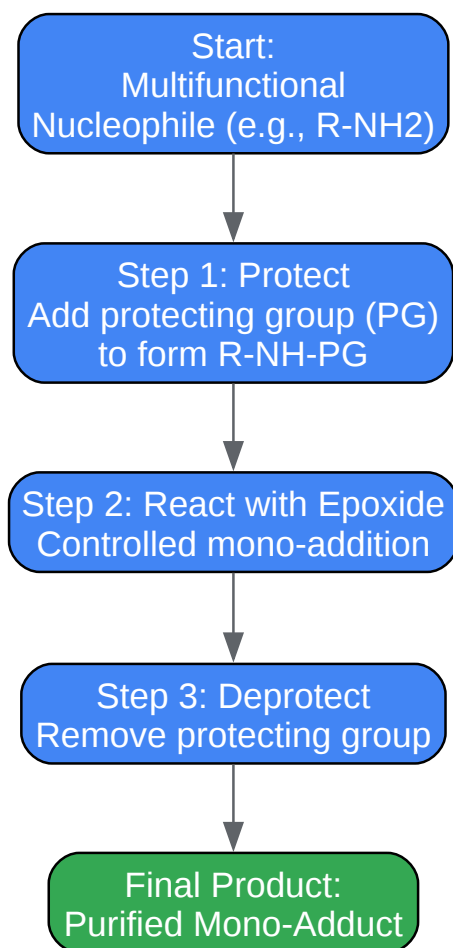 Start:
Multifunctional
Nucleophile (e.g., R-NH2)
Step 1: Protect
Add protecting group (PG)
to form R-NH-PG
Step 2: React with Epoxide
Controlled mono-addition
Step 3: Deprotect
Remove protecting group
Final Product:
Purified Mono-Adduct